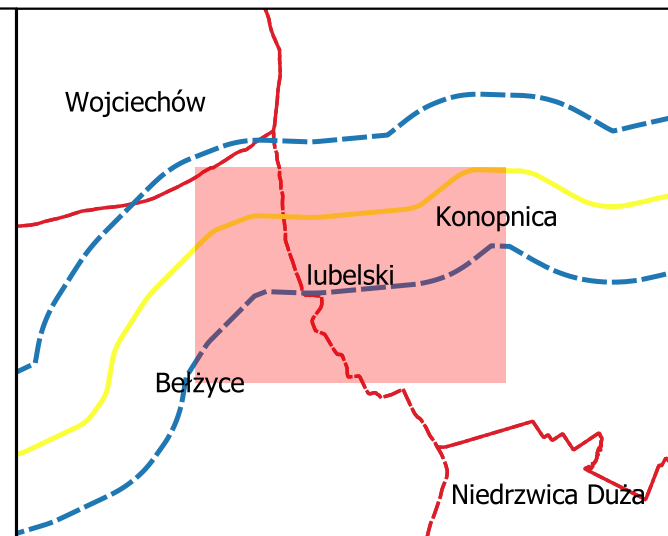 Wojciechów
Konopnica
lubelski
Bełżyce
Niedrzwica Duża